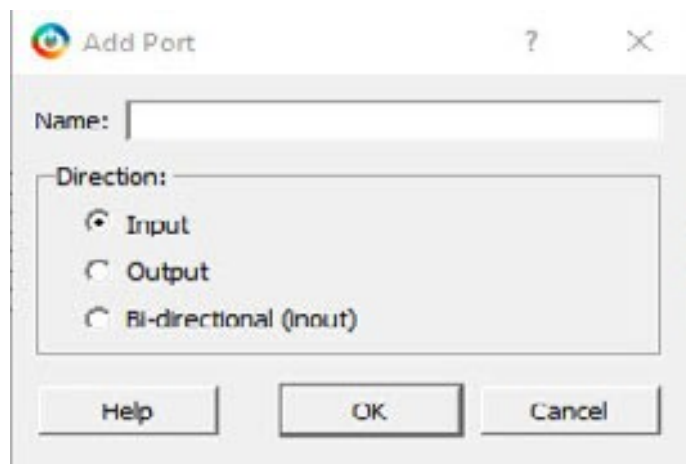 Add Port ?
Name:
Direction:
Input
Output
Bi-directional (inout)
Help OK Cancel